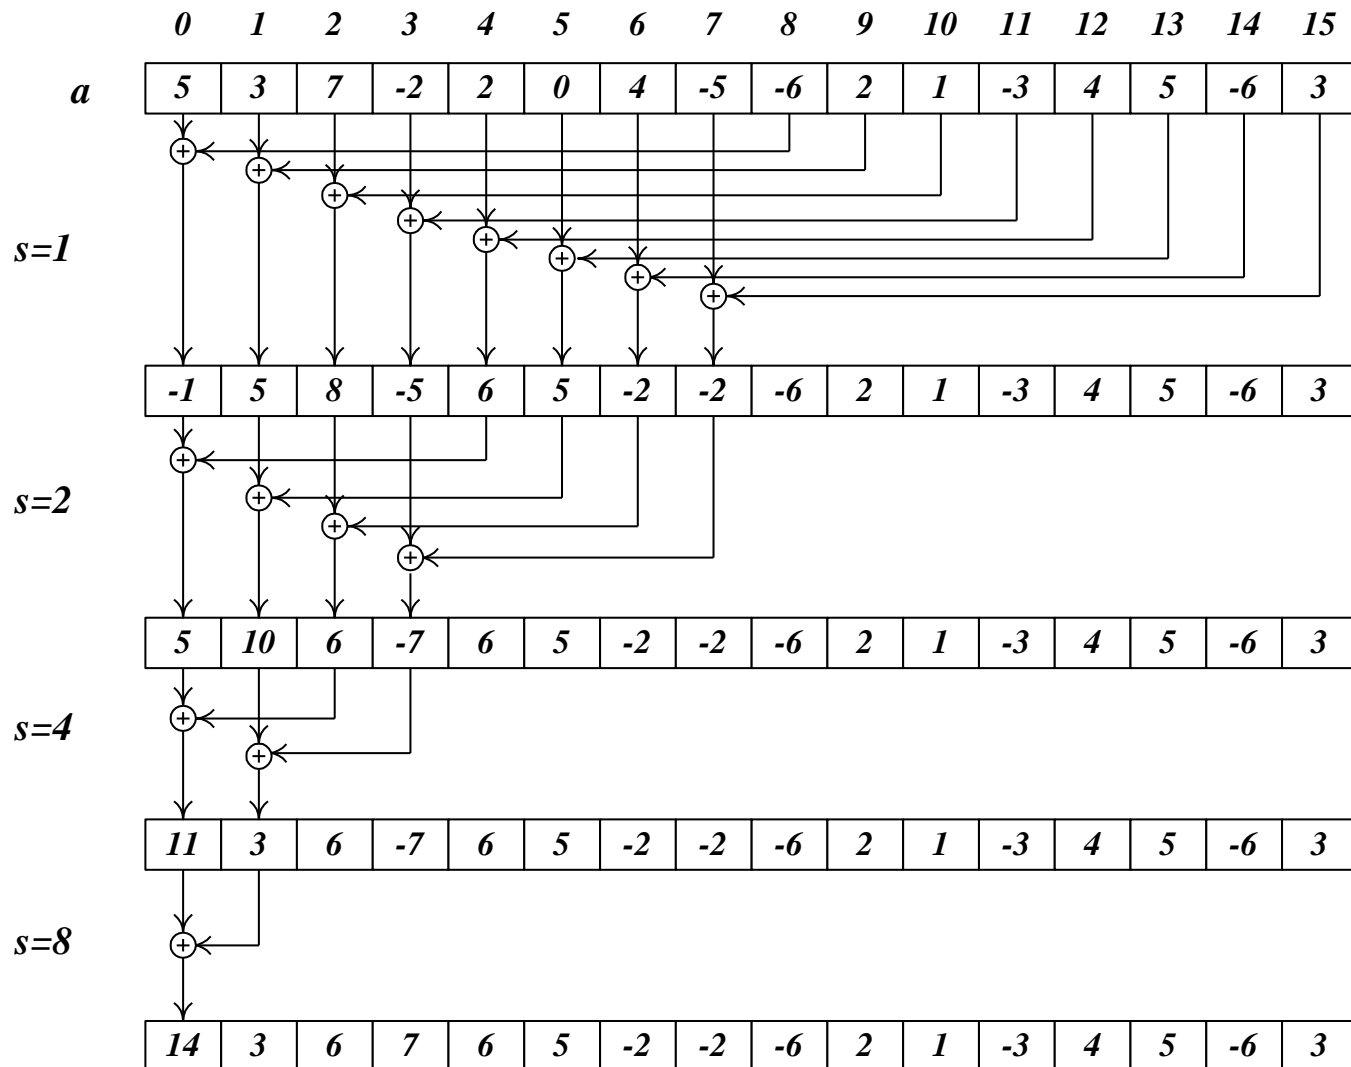 0 1 2 3 4 5 6 7 8 9 10 11 12 13 14 15
a 5 3 7 -2 2 0 4 -5 -6 2 1 -3 4 5 -6 3
s=1
-1 5 8 -5 6 5 -2 -2 -6 2 1 -3 4 5 -6 3
s=2
5 10 6 -7 6 5 -2 -2 -6 2 1 -3 4 5 -6 3
s=4
11 3 6 -7 6 5 -2 -2 -6 2 1 -3 4 5 -6 3
s=8
14 3 6 7 6 5 -2 -2 -6 2 1 -3 4 5 -6 3